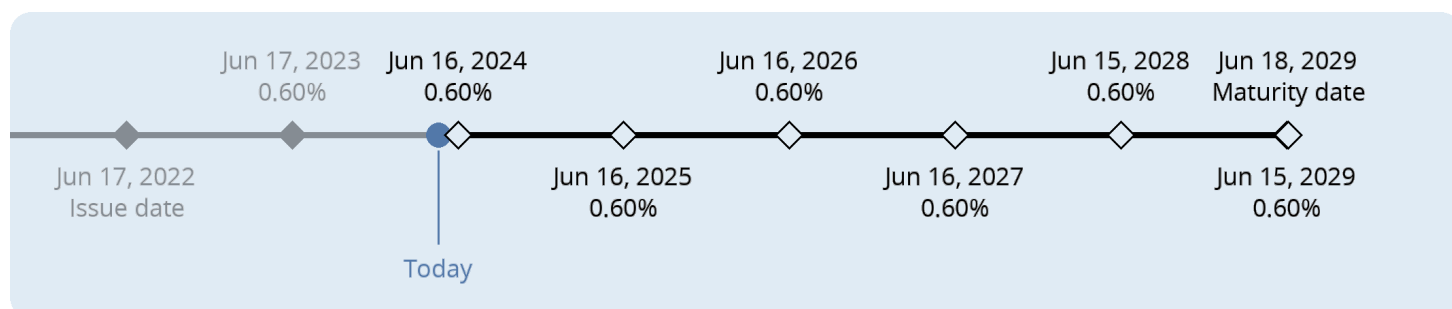 Jun 17, 2023
0.60%
Jun 16, 2024
0.60%
Jun 16, 2026
0.60%
Jun 15, 2028
0.60%
Jun 18, 2029
Maturity date
Jun 17, 2022
Issue date
Jun 16, 2025
0.60%
Jun 16, 2027
0.60%
Jun 15, 2029
0.60%
Today